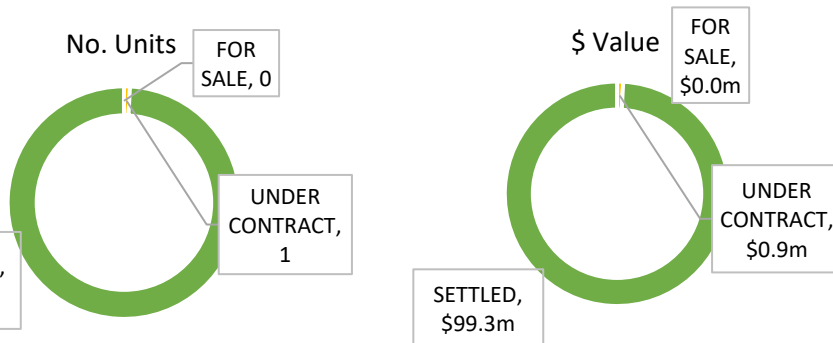 No. Units
FOR
SALE, 0
UNDER
CONTRACT,
1
,
$ Value
FOR
SALE,
$0.0m
UNDER
CONTRACT,
$0.9m
SETTLED,
$99.3m